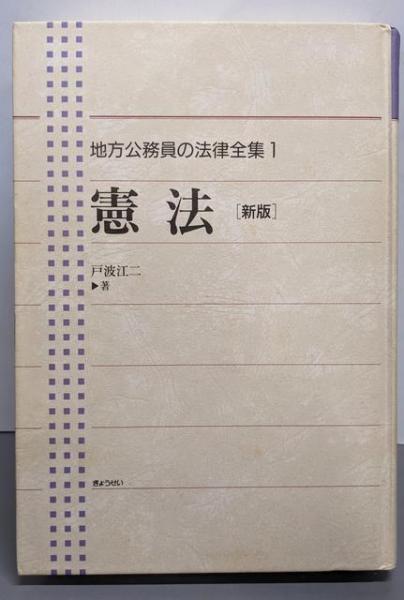 地方公務員の法律全集1
憲法 [新版]
戸波江二
▶著
ぎょうせい